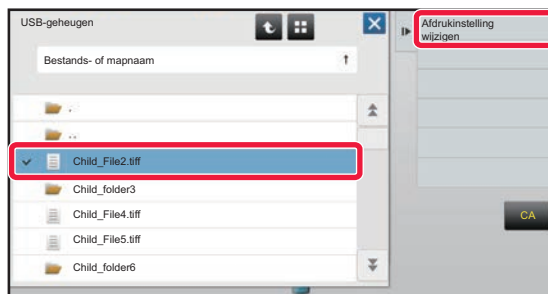 USB-geheugen
Bestands- of mapnaam
.
..
Child_File2.tiff
Child_folder3
Child_File4.tiff
Child_File5.tiff
Child_folder6
Afdrukinstelling
wijzigen
CA